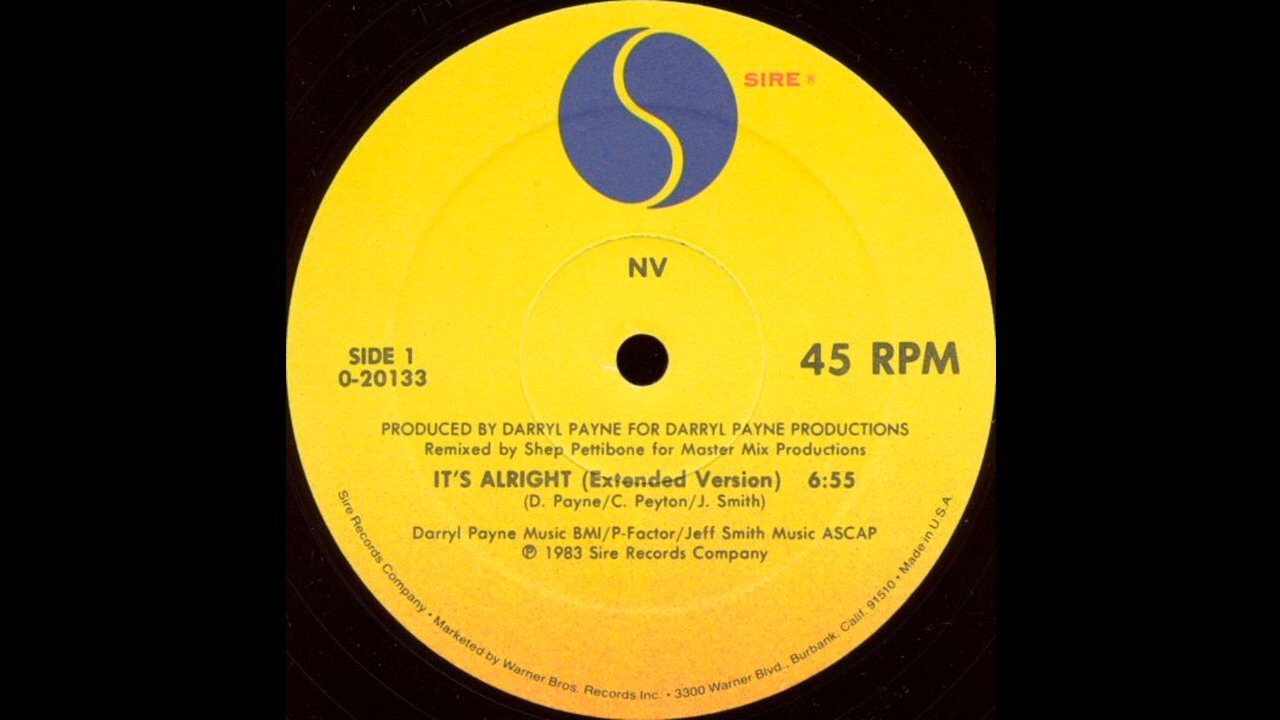 SIRE ®
NV
SIDE 1
0-20133
45 RPM
PRODUCED BY DARRYL PAYNE FOR DARRYL PAYNE PRODUCTIONS
Remixed by Shep Pettibone for Master Mix Productions
IT'S ALRIGHT (Extended Version) 6:55
(D. Payne/C. Peyton/J. Smith)
Darryl Payne Music BMI/P-Factor/Jeff Smith Music ASCAP
℗ 1983 Sire Records Company
Sire Records Company • Marketed by Warner Bros. Records Inc. • 3300 Warner Blvd., Burbank, Calif. 91510 • Made in U.S.A.